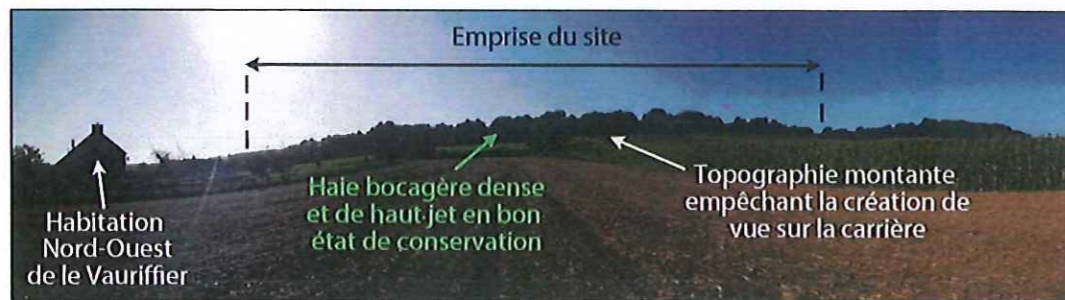 Emprise du site
Habitation
Nord-Ouest
de le Vauriffier
Haie bocagère dense
et de haut-jet en bon
état de conservation
Topographie montante
empêchant la création de
vue sur la carrière